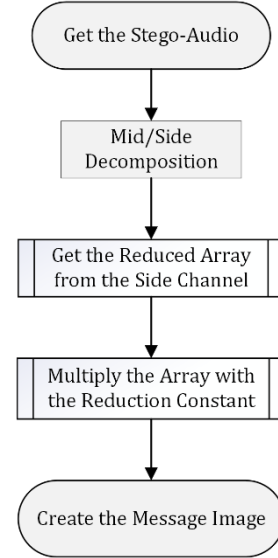 Get the Stego-Audio
Mid/Side
Decomposition
Get the Reduced Array
from the Side Channel
Multiply the Array with
the Reduction Constant
Create the Message Image